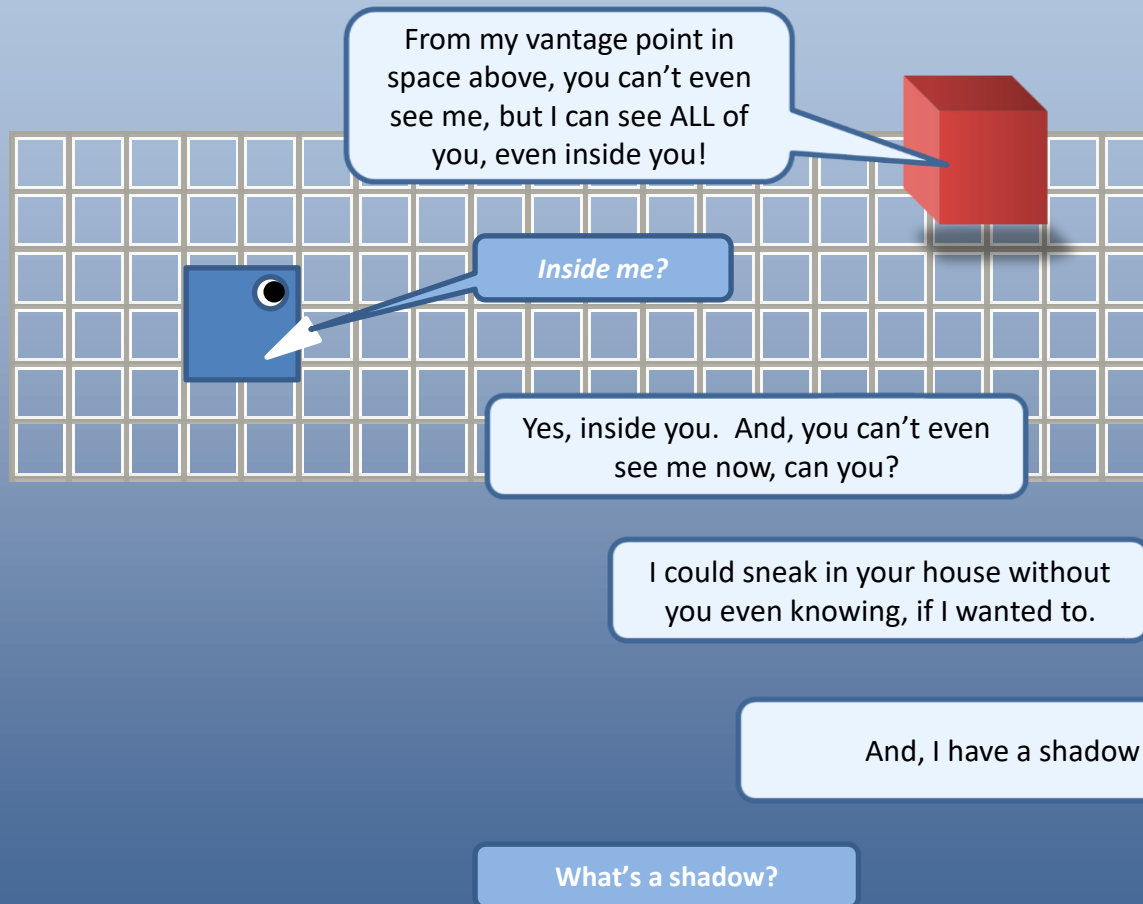 From my vantage point in
space above, you can’t even
see me, but I can see ALL of
you, even inside you!
Inside me?
Yes, inside you.  And, you can’t even
see me now, can you?
I could sneak in your house without
you even knowing, if I wanted to.
And, I have a shadow
What’s a shadow?